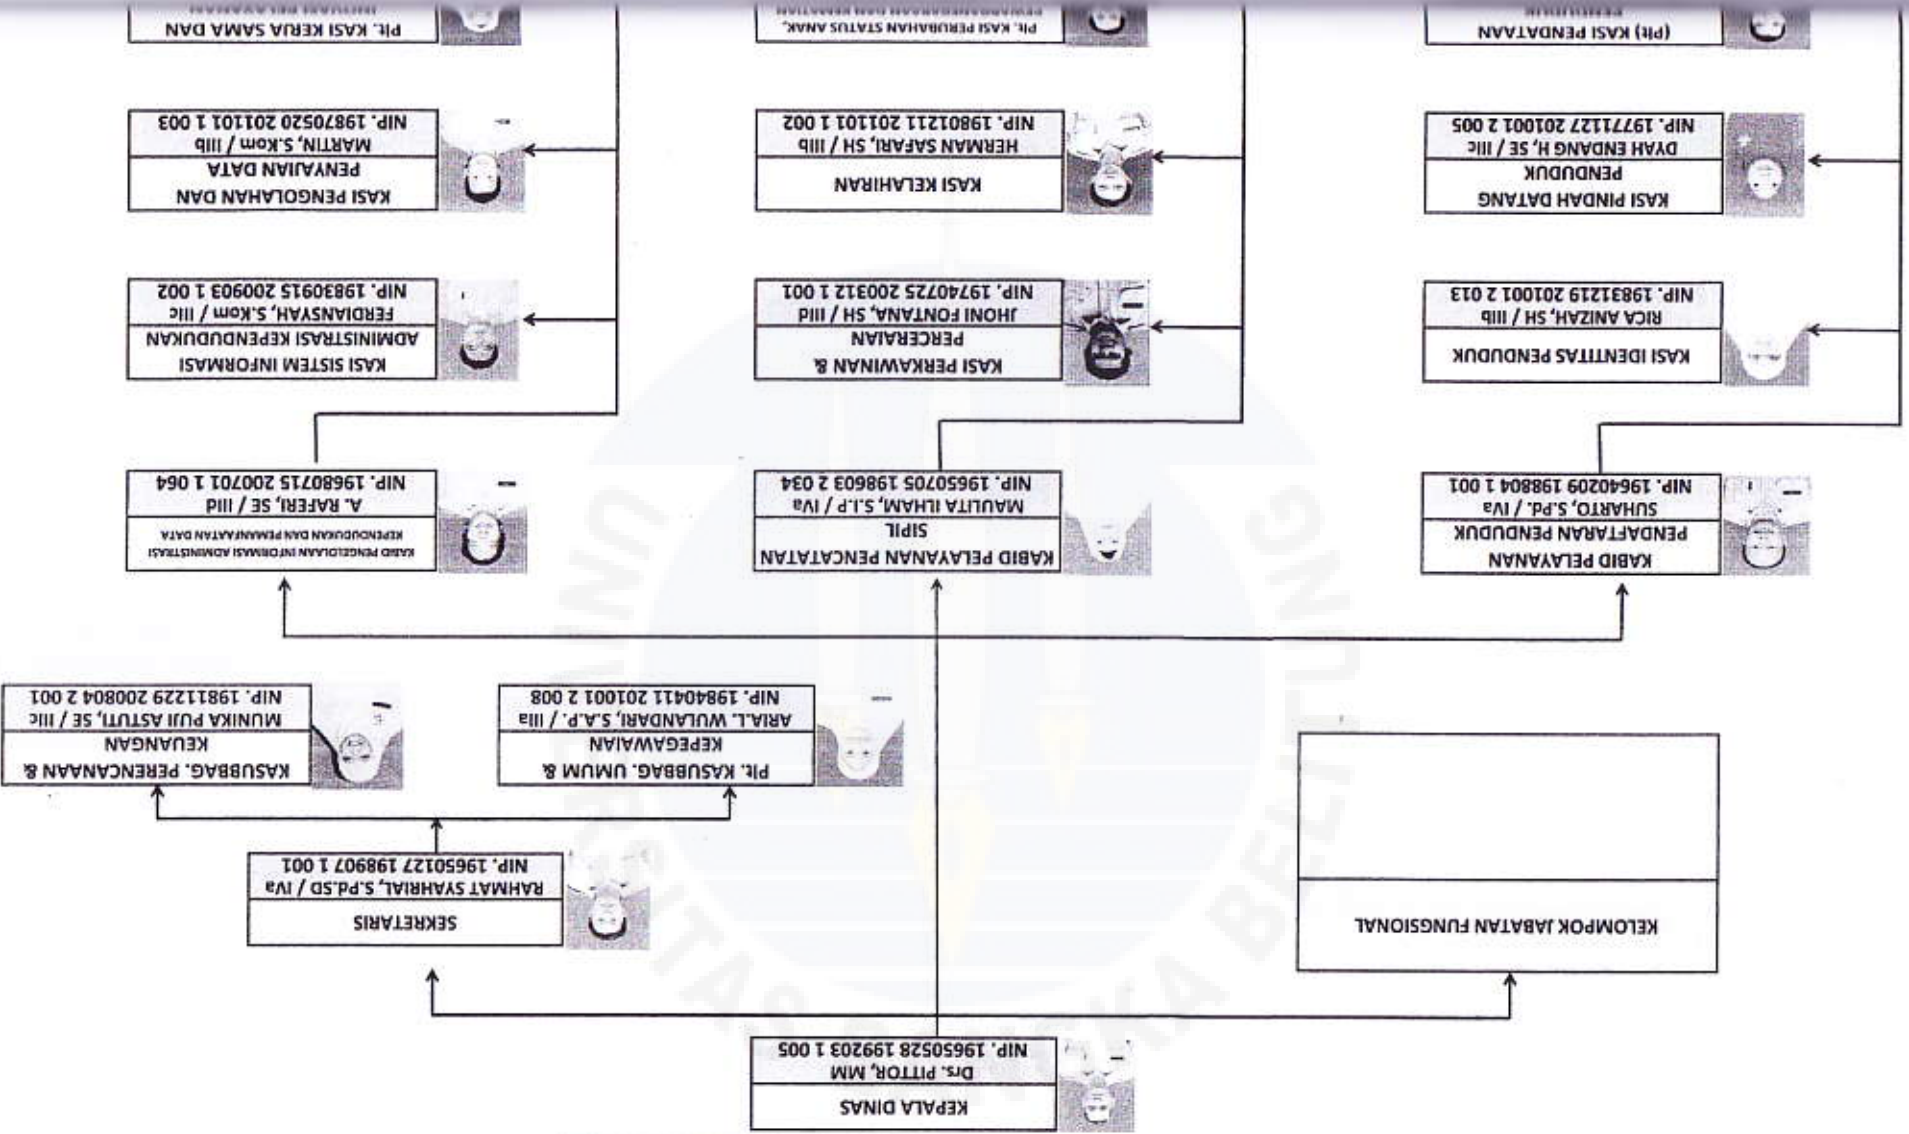 KEPALA DINAS
Drs. PITTOR, MM
NIP. 19650528 199203 1 005
KELOMPOK JABATAN FUNGSIONAL
SEKRETARIS
RAHMAT SYAHRIAL, S.Pd.SD / IVa
NIP. 19650127 198907 1 001
Plt. KASUBBAG. UMUM &
KEPEGAWAIAN
ARIA.L. WULANDARI, S.A.P. / IIIa
NIP. 19840411 201001 2 008
KASUBBAG. PERENCANAAN &
KEUANGAN
MUNIKA PUJI ASTUTI, SE / IIIc
NIP. 19811229 200804 2 001
KABID PELAYANAN
PENDAFTARAN PENDUDUK
SUHARTO, S.Pd. / IVa
NIP. 19640209 198804 1 001
KABID PELAYANAN PENCATATAN
SIPIL
MAULITA ILHAM, S.I.P / IVa
NIP. 19650705 198603 2 034
KABID PENGELOLAAN INFORMASI ADMINISTRASI
KEPENDUDUKAN DAN PEMANFAATAN DATA
A. RAFERI, SE / IIId
NIP. 19680715 200701 1 064
KASI IDENTITAS PENDUDUK
RICA ANIZAH, SH / IIIb
NIP. 19831219 201001 2 013
KASI PERKAWINAN &
PERCERAIAN
JHONI FONTANA, SH / IIId
NIP. 19740725 200312 1 001
KASI SISTEM INFORMASI
ADMINISTRASI KEPENDUDUKAN
FERDIANSYAH, S.Kom / IIIc
NIP. 19830915 200903 1 002
KASI PINDAH DATANG
PENDUDUK
DYAH ENDANG H, SE / IIIc
NIP. 19771127 201001 2 005
KASI KELAHIRAN
HERMAN SAFARI, SH / IIIb
NIP. 19801211 201101 1 002
KASI PENGOLAHAN DAN
PENYAJIAN DATA
MARTIN, S.Kom / IIIb
NIP. 19870520 201101 1 003
(Plt) KASI PENDATAAN
PENDUDUK
Plt. KASI PERUBAHAN STATUS ANAK,
PEWARGANEGARAAN DAN KEMATIAN
Plt. KASI KERJA SAMA DAN
INOVASI PELAYANAN
UNIVERSITAS BANGKA BELITUNG